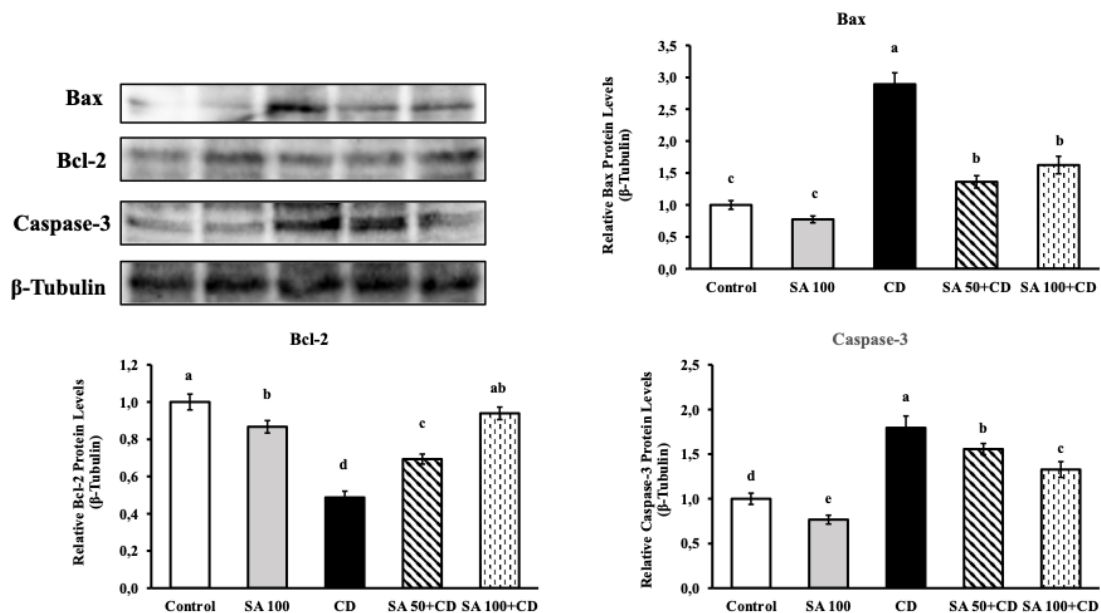 Bax
Bcl-2
Caspase-3
β-Tubulin
Bax
Relative Bax Protein Levels
(β-Tubulin)
3,5
3,0
2,5
2,0
1,5
1,0
0,5
0,0
c
c
a
b
b
Control SA 100 CD SA 50+CD SA 100+CD
Bcl-2
Relative Bcl-2 Protein Levels
(β-Tubulin)
1,2
1,0
0,8
0,6
0,4
0,2
0,0
a
b
d
c
ab
Control SA 100 CD SA 50+CD SA 100+CD
Caspase-3
Relative Caspase-3 Protein Levels
(β-Tubulin)
2,5
2,0
1,5
1,0
0,5
0,0
d
e
a
b
c
Control SA 100 CD SA 50+CD SA 100+CD